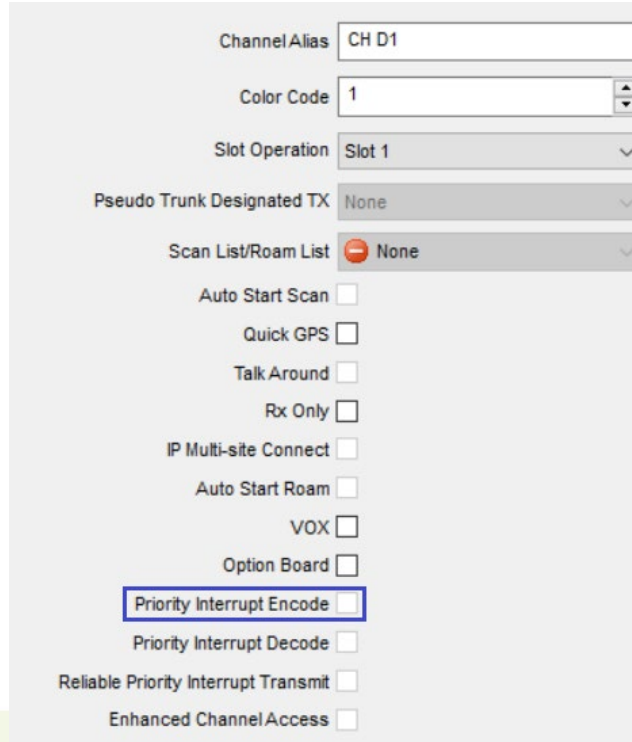 Channel Alias CH D1
Color Code 1
Slot Operation Slot 1
Pseudo Trunk Designated TX None
Scan List/Roam List None
Auto Start Scan
Quick GPS
Talk Around
Rx Only
IP Multi-site Connect
Auto Start Roam
VOX
Option Board
Priority Interrupt Encode
Priority Interrupt Decode
Reliable Priority Interrupt Transmit
Enhanced Channel Access